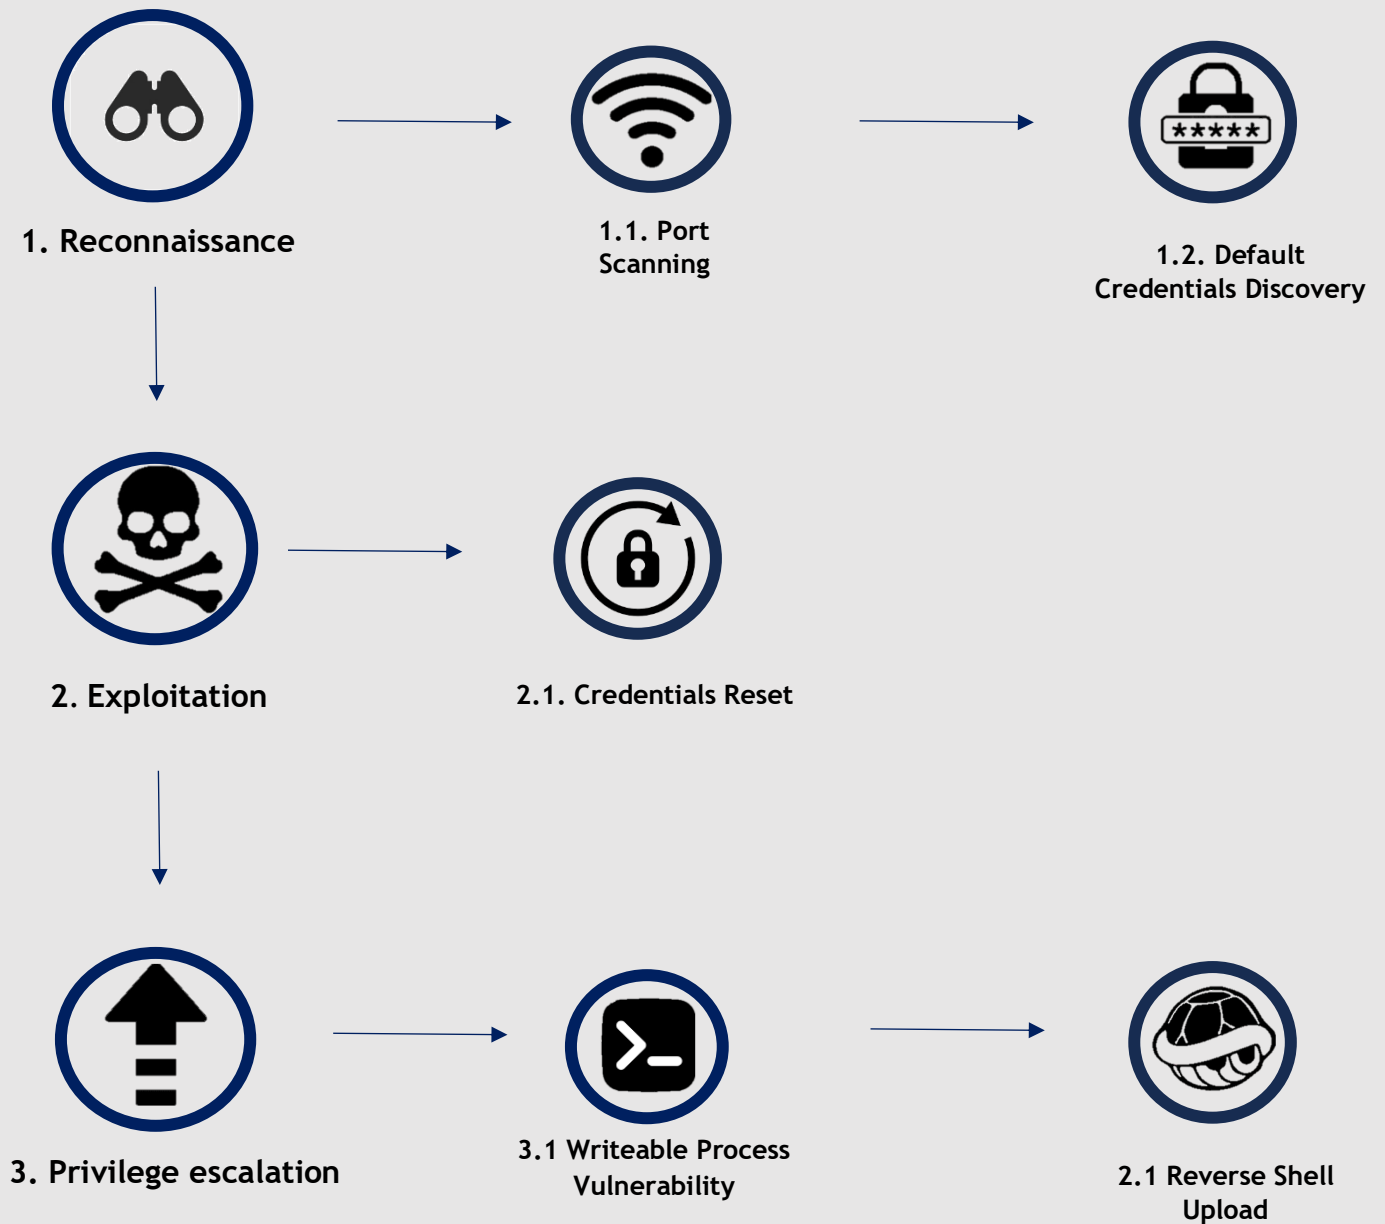 *****
1. Reconnaissance
1.1. Port
Scanning
1.2. Default
Credentials Discovery
2. Exploitation
2.1. Credentials Reset
3. Privilege escalation
3.1 Writeable Process
Vulnerability
2.1 Reverse Shell
Upload